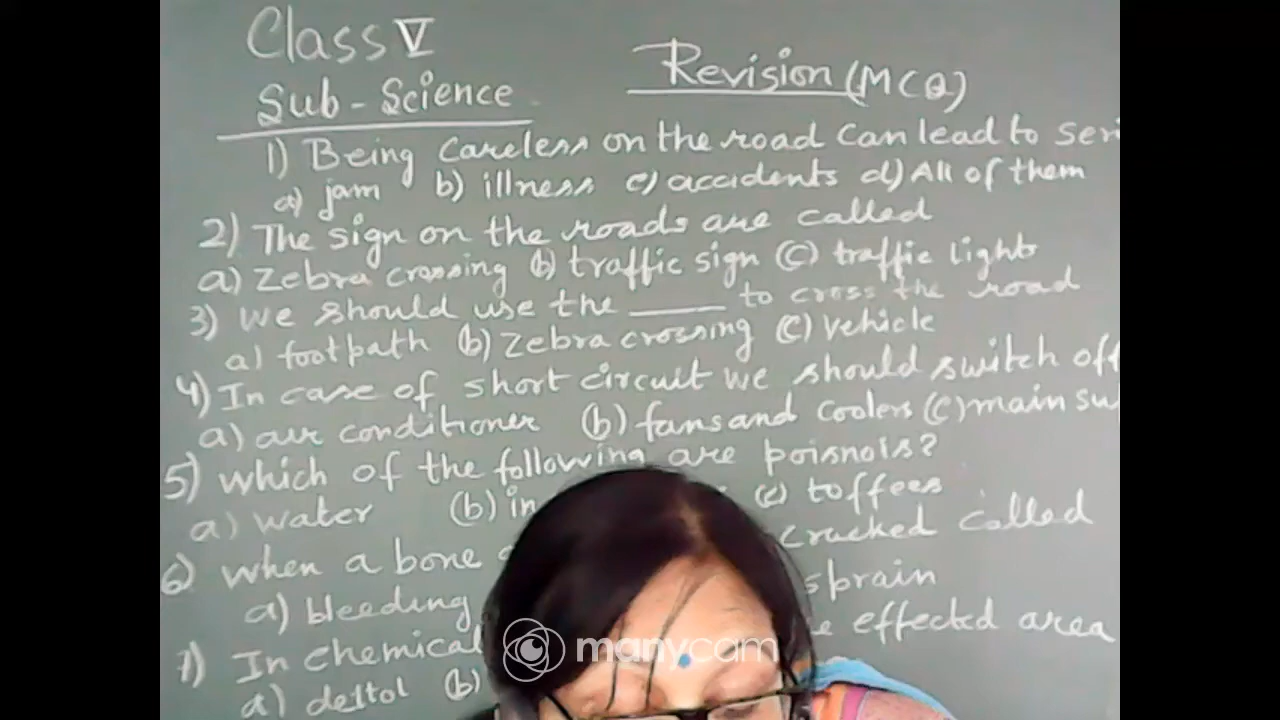 Class V
Sub - Science
Revision (MCQ)
1) Being careless on the road can lead to seri
a) jam b) illness c) accidents d) All of them
2) The sign on the roads are called
a) Zebra crossing b) traffic sign (c) traffic lights
3) We should use the ____ to cross the road
a) footpath (b) Zebra crossing (c) vehicle
4) In case of short circuit we should switch off
a) air conditioner (b) fans and coolers (c) main su
5) which of the following are poisnois?
a) water (b) in (c) toffees
6) when a bone cracked called
a) bleeding sprain
7) In chemical effected area
a) dettol (b)
manycam